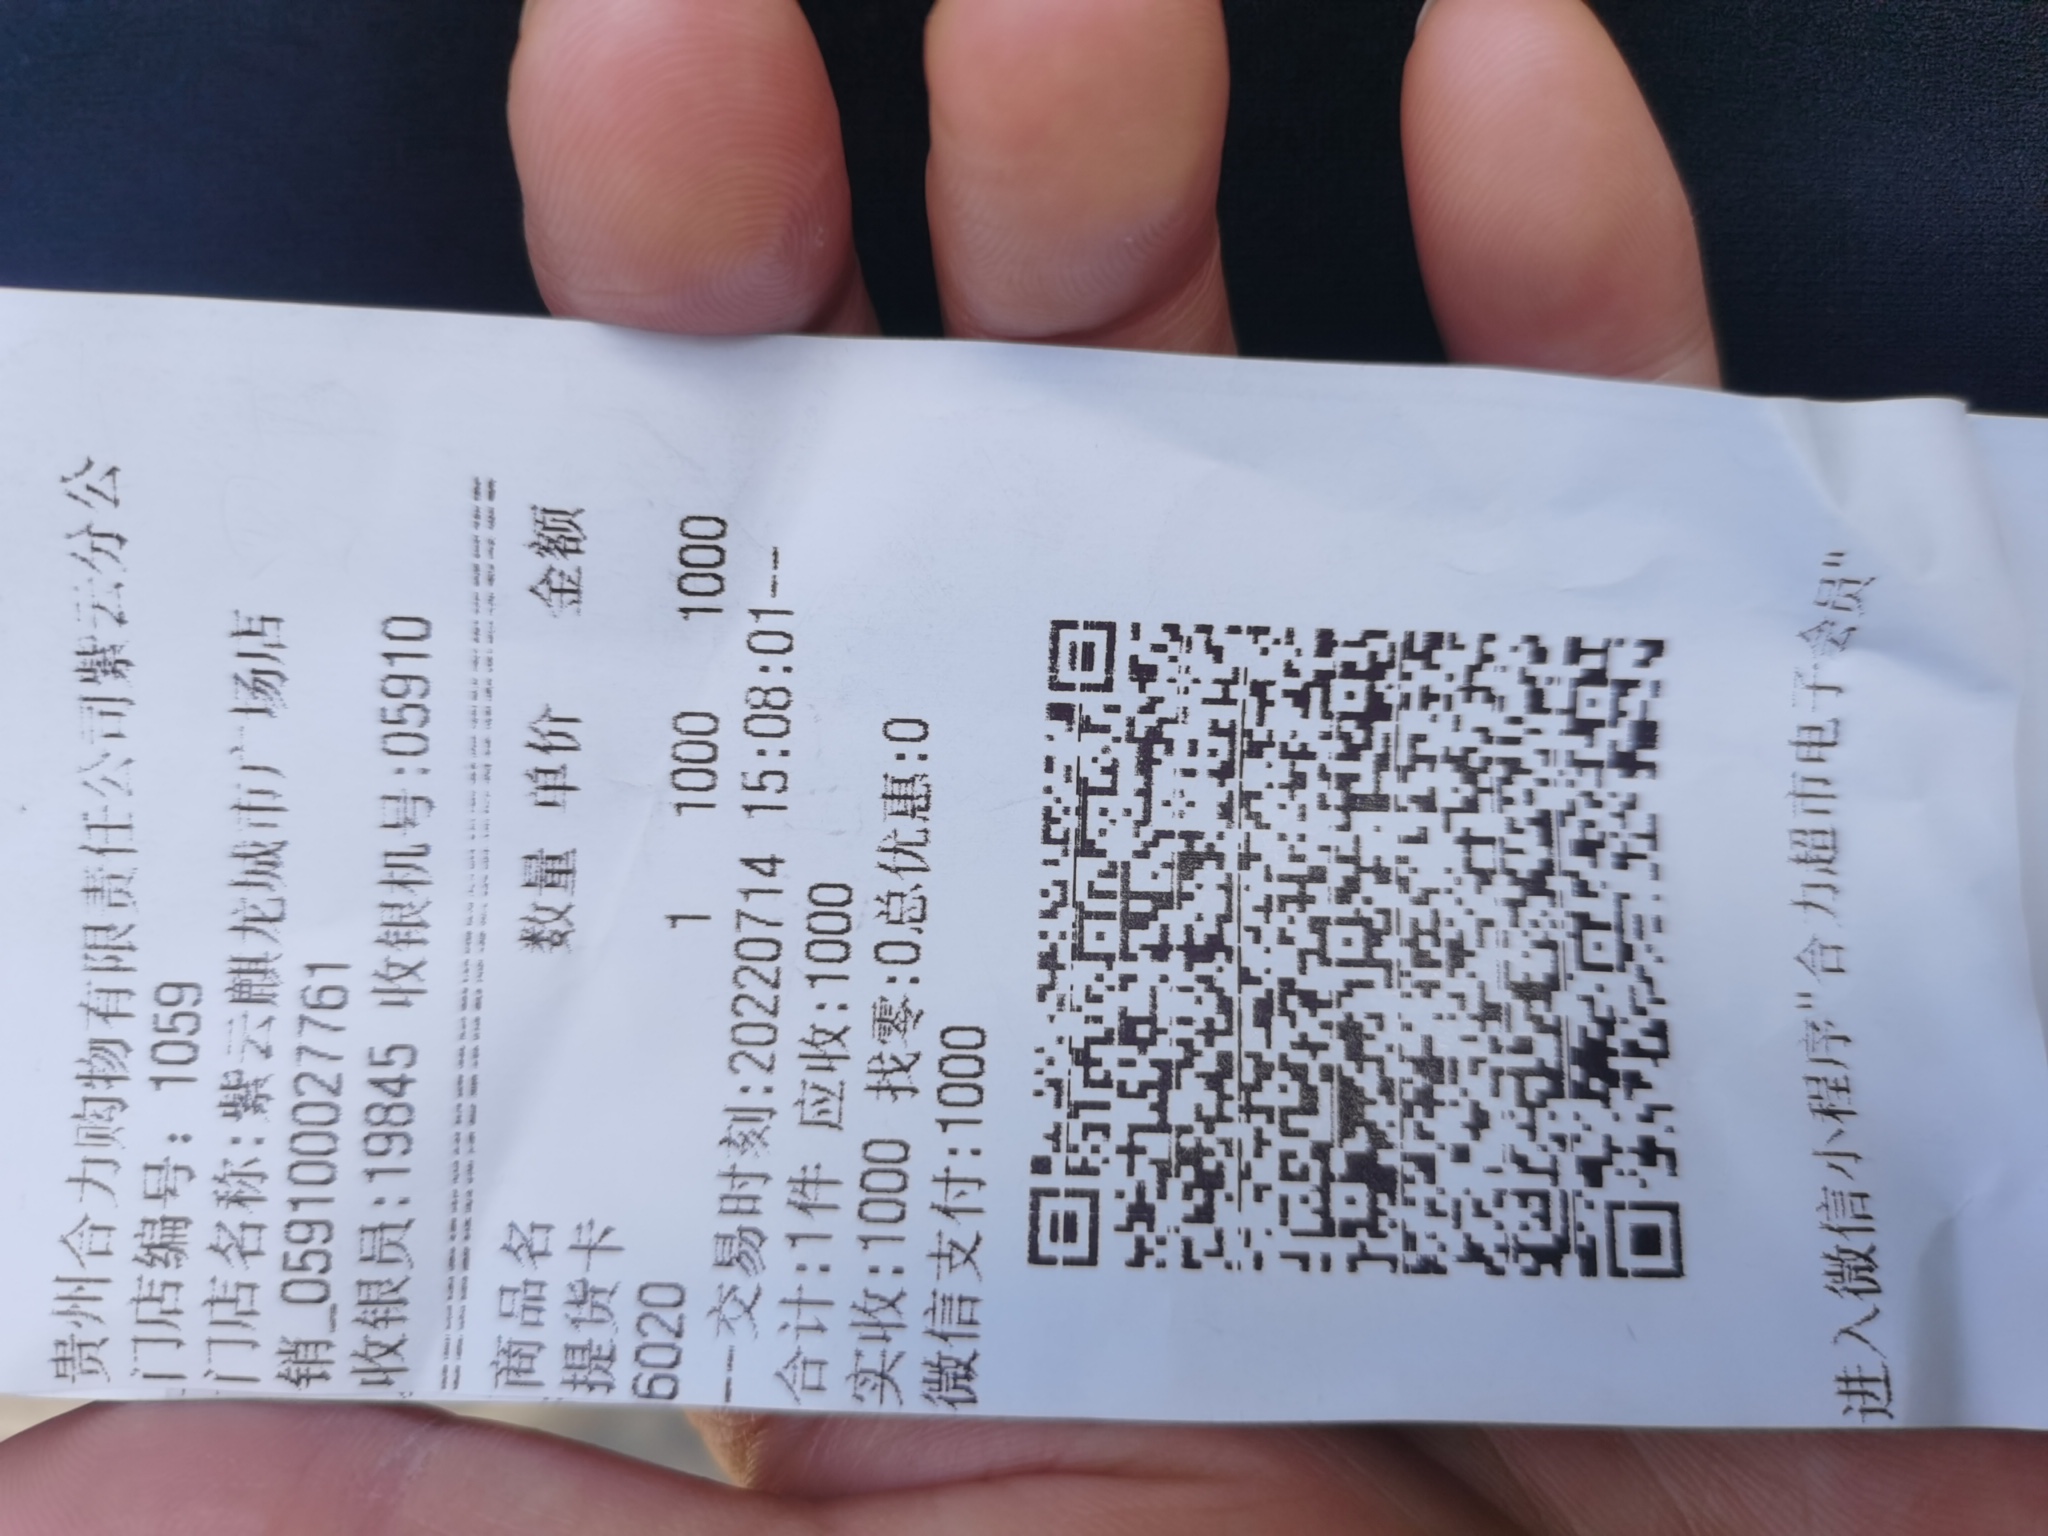 贵州合力购物有限责任公司紫云分公
门店编号: 1059
门店名称:紫云麒龙城市广场店
销_059100027761
收银员:19845 收银机号:05910
商品名 数量 单价 金额
提货卡
6020 1 1000 1000
--交易时刻:20220714 15:08:01--
合计:1件 应收:1000
实收:1000 找零:0总优惠:0
微信支付:1000
进入微信小程序"合力超市电子会员"